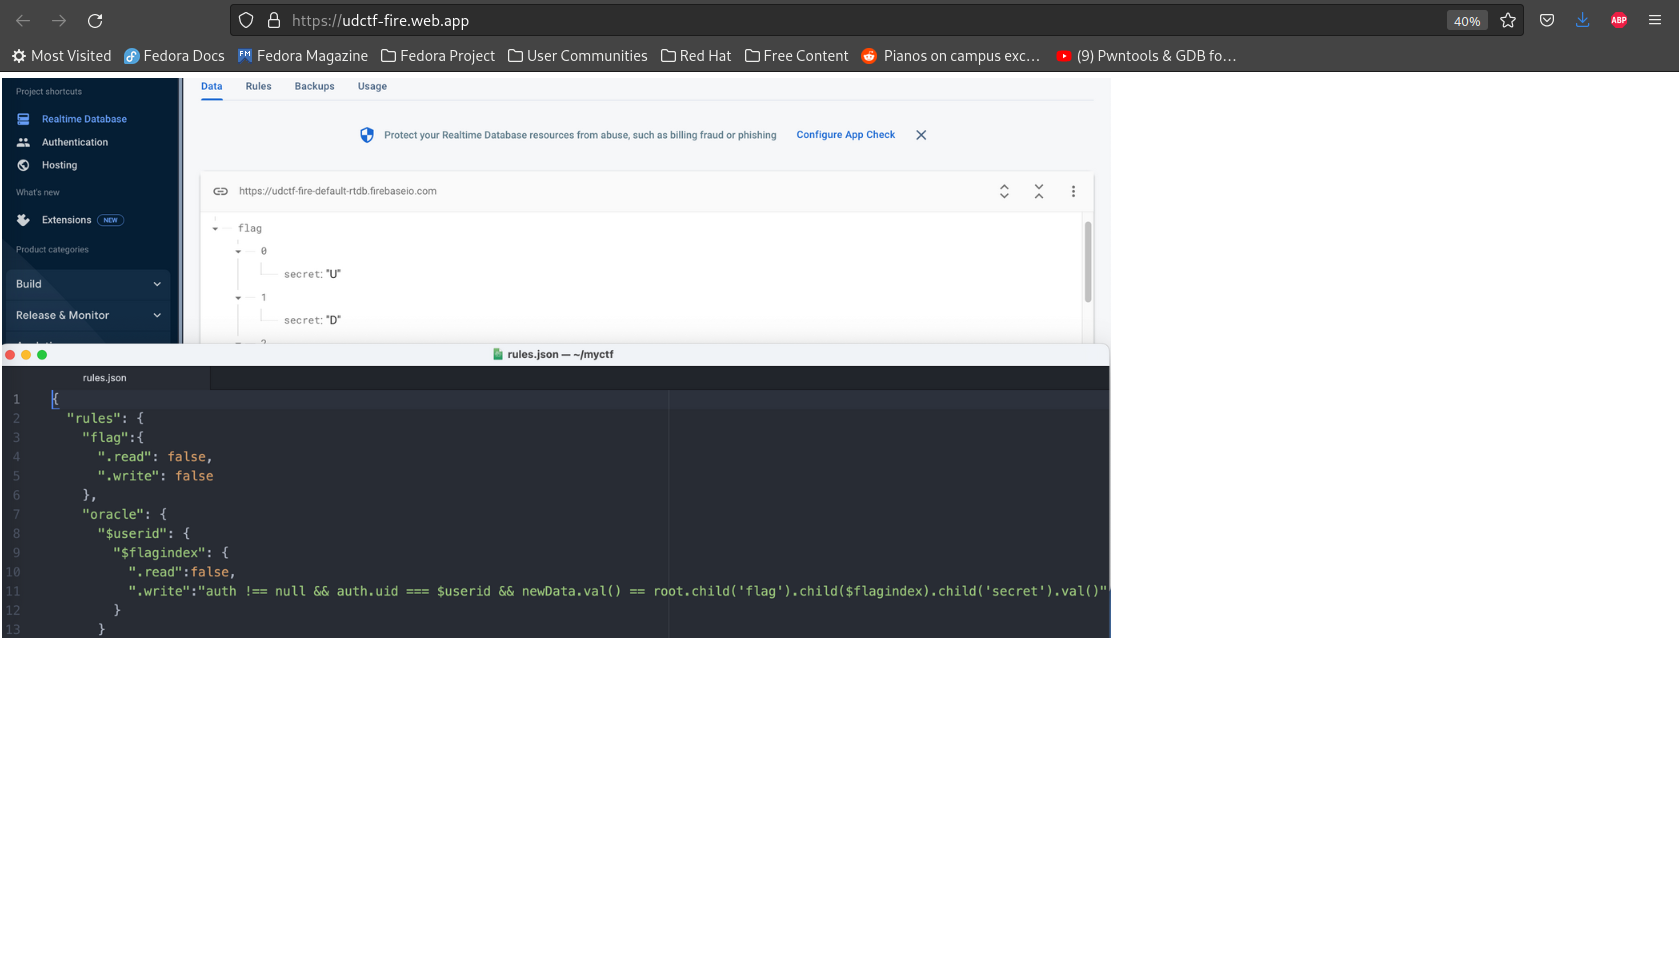 https://udctf-fire.web.app
40%
ABP
Most Visited
Fedora Docs
FM Fedora Magazine
Fedora Project
User Communities
Red Hat
Free Content
Pianos on campus exc…
(9) Pwntools & GDB fo…
Project shortcuts
Realtime Database
Authentication
Hosting
What's new
Extensions NEW
Product categories
Build
Release & Monitor
Data Rules Backups Usage
Protect your Realtime Database resources from abuse, such as billing fraud or phishing Configure App Check
https://udctf-fire-default-rtdb.firebaseio.com
flag
0
secret: "U"
1
secret: "D"
2
rules.json — ~/myctf
rules.json
1 {
2 "rules": {
3 "flag":{
4 ".read": false,
5 ".write": false
6 },
7 "oracle": {
8 "$userid": {
9 "$flagindex": {
10 ".read":false,
11 ".write":"auth !== null && auth.uid === $userid && newData.val() == root.child('flag').child($flagindex).child('secret').val()"
12 }
13 }